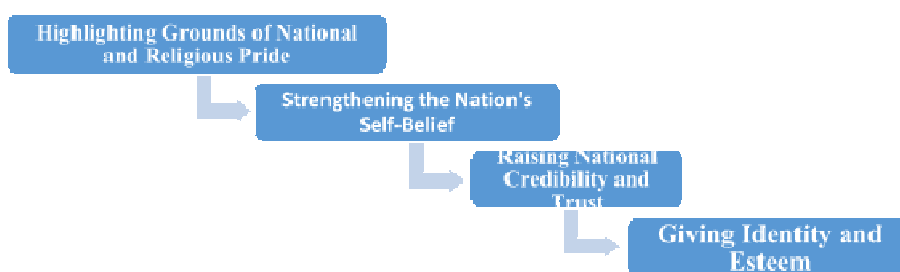 Highlighting Grounds of National
and Religious Pride
Strengthening the Nation's
Self-Belief
Raising National
Credibility and
Trust
Giving Identity and
Esteem